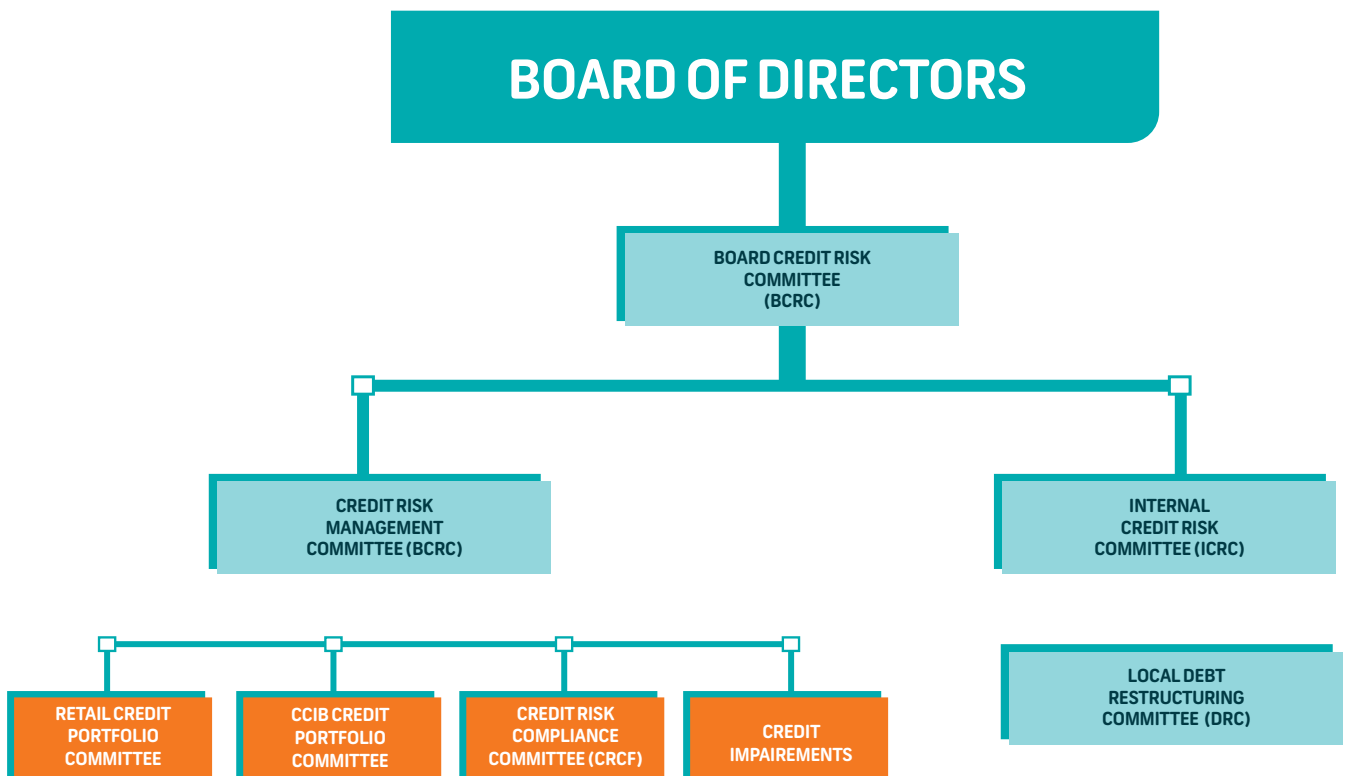 BOARD OF DIRECTORS
BOARD CREDIT RISK
COMMITTEE
(BCRC)
CREDIT RISK
MANAGEMENT
COMMITTEE (BCRC)
INTERNAL
CREDIT RISK
COMMITTEE (ICRC)
LOCAL DEBT
RESTRUCTURING
COMMITTEE (DRC)
RETAIL CREDIT
PORTFOLIO
COMMITTEE
CCIB CREDIT
PORTFOLIO
COMMITTEE
CREDIT RISK
COMPLIANCE
COMMITTEE (CRCF)
CREDIT
IMPAIREMENTS